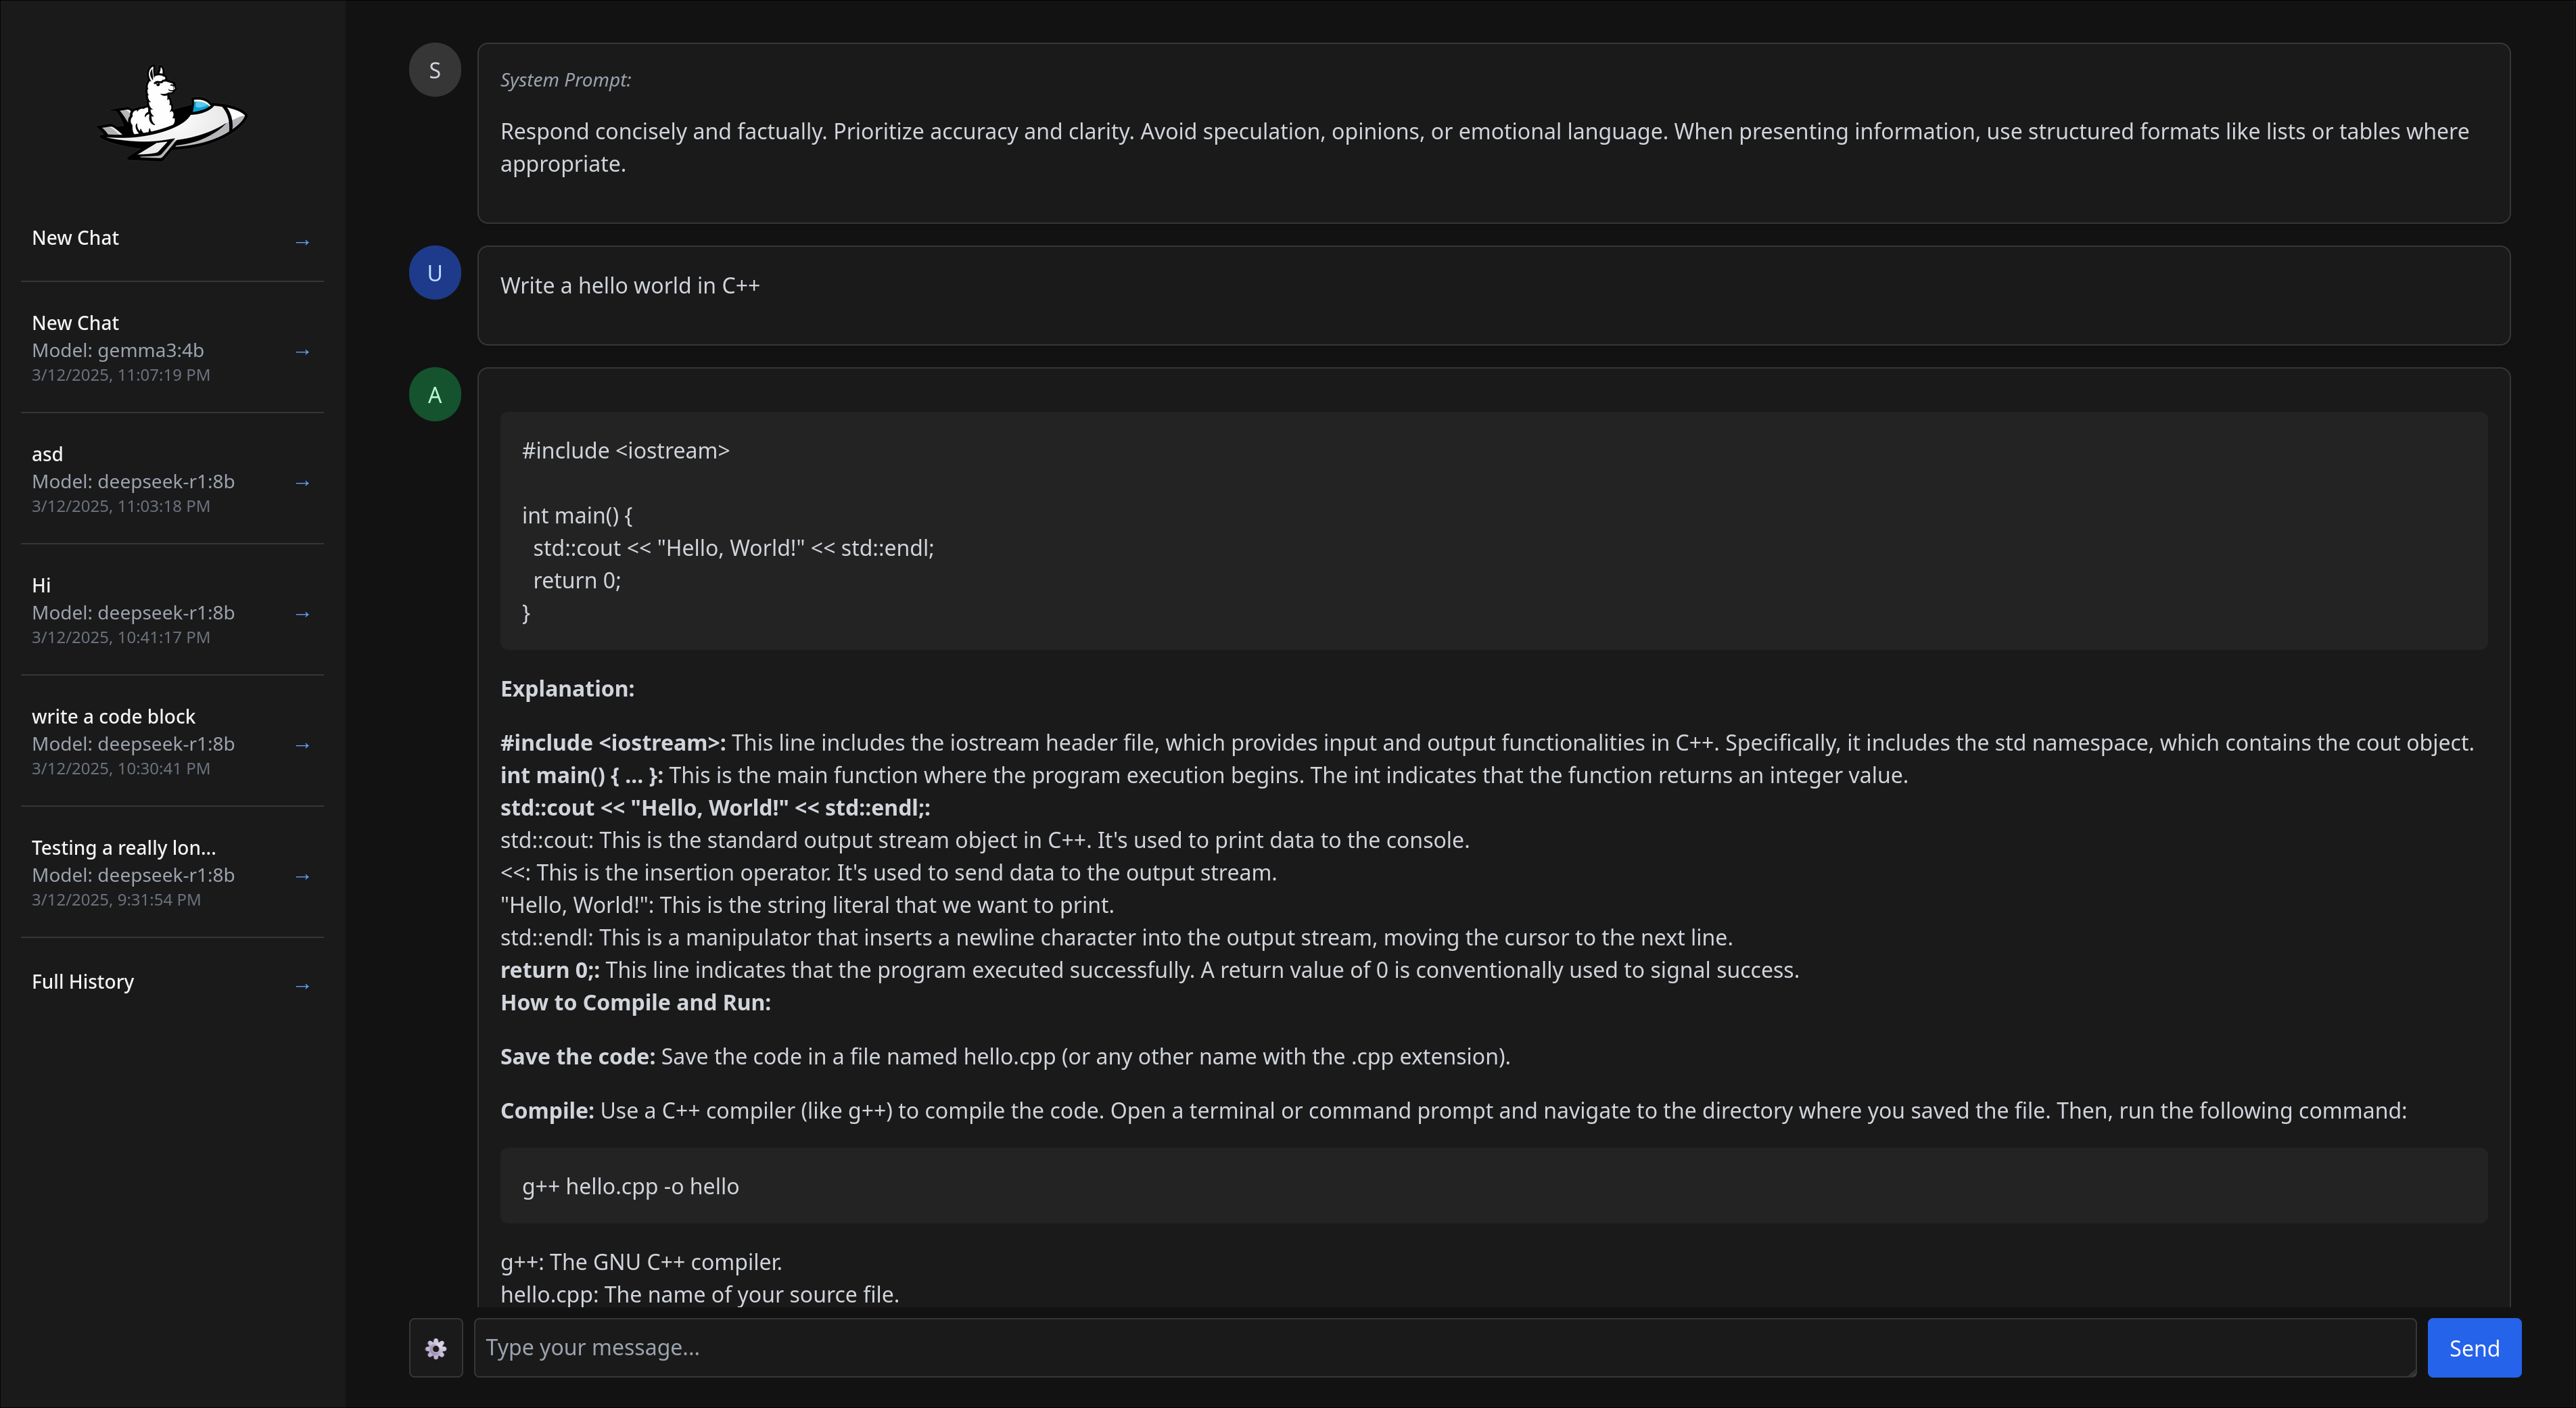 New Chat →
New Chat
Model: gemma3:4b →
3/12/2025, 11:07:19 PM
asd
Model: deepseek-r1:8b →
3/12/2025, 11:03:18 PM
Hi
Model: deepseek-r1:8b →
3/12/2025, 10:41:17 PM
write a code block
Model: deepseek-r1:8b →
3/12/2025, 10:30:41 PM
Testing a really lon...
Model: deepseek-r1:8b →
3/12/2025, 9:31:54 PM
Full History →
S
System Prompt:
Respond concisely and factually. Prioritize accuracy and clarity. Avoid speculation, opinions, or emotional language. When presenting information, use structured formats like lists or tables where
appropriate.
U
Write a hello world in C++
A
#include <iostream>
int main() {
  std::cout << "Hello, World!" << std::endl;
  return 0;
}
Explanation:
#include <iostream>: This line includes the iostream header file, which provides input and output functionalities in C++. Specifically, it includes the std namespace, which contains the cout object.
int main() { ... }: This is the main function where the program execution begins. The int indicates that the function returns an integer value.
std::cout << "Hello, World!" << std::endl;:
std::cout: This is the standard output stream object in C++. It's used to print data to the console.
<<: This is the insertion operator. It's used to send data to the output stream.
"Hello, World!": This is the string literal that we want to print.
std::endl: This is a manipulator that inserts a newline character into the output stream, moving the cursor to the next line.
return 0;: This line indicates that the program executed successfully. A return value of 0 is conventionally used to signal success.
How to Compile and Run:
Save the code: Save the code in a file named hello.cpp (or any other name with the .cpp extension).
Compile: Use a C++ compiler (like g++) to compile the code. Open a terminal or command prompt and navigate to the directory where you saved the file. Then, run the following command:
g++ hello.cpp -o hello
g++: The GNU C++ compiler.
hello.cpp: The name of your source file.
Type your message...
Send